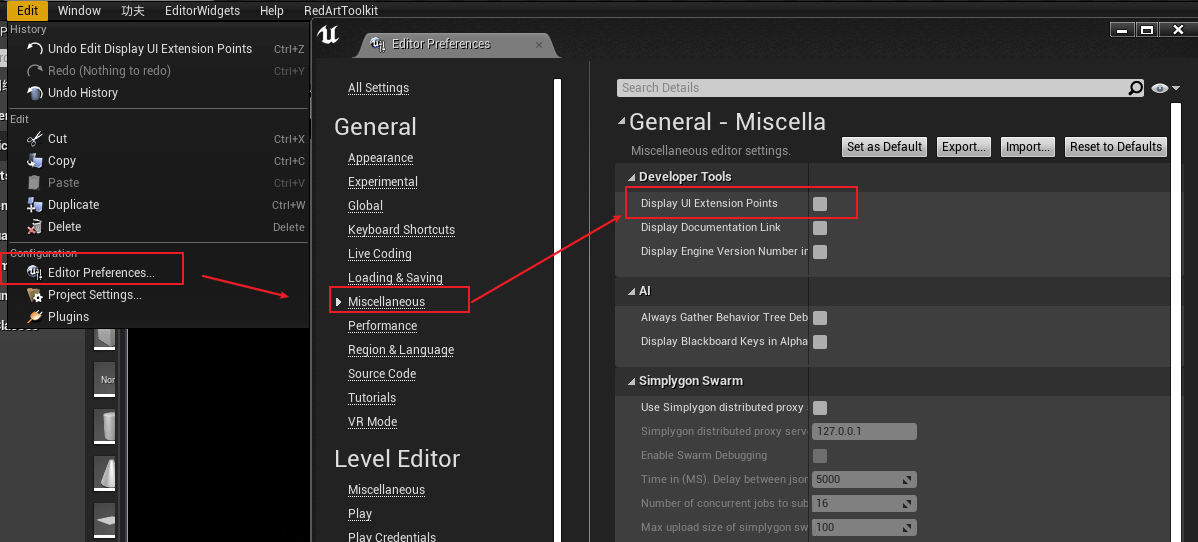 Edit Window 功夫 EditorWidgets Help RedArtToolkit
History
Undo Edit Display UI Extension Points Ctrl+Z
Redo (Nothing to redo) Ctrl+Y
Undo History
Edit
Cut Ctrl+X
Copy Ctrl+C
Paste Ctrl+V
Duplicate Ctrl+W
Delete Delete
Configuration
Editor Preferences...
Project Settings...
Plugins
Nor
Editor Preferences
All Settings
General
Appearance
Experimental
Global
Keyboard Shortcuts
Live Coding
Loading & Saving
Miscellaneous
Performance
Region & Language
Source Code
Tutorials
VR Mode
Level Editor
Miscellaneous
Play
Play Credentials
Search Details
General - Miscella
Miscellaneous editor settings.
Set as Default Export... Import... Reset to Defaults
Developer Tools
Display UI Extension Points
Display Documentation Link
Display Engine Version Number in
AI
Always Gather Behavior Tree Deb
Display Blackboard Keys in Alpha
Simplygon Swarm
Use Simplygon distributed proxy
Simplygon distributed proxy serv 127.0.0.1
Enable Swarm Debugging
Time in (MS). Delay between json 5000
Number of concurrent jobs to sub 16
Max upload size of simplygon sw 100